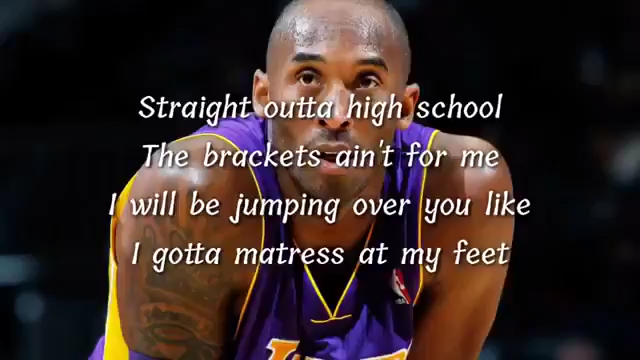 Straight outta high school
The brackets ain't for me
I will be jumping over you like
I gotta matress at my feet